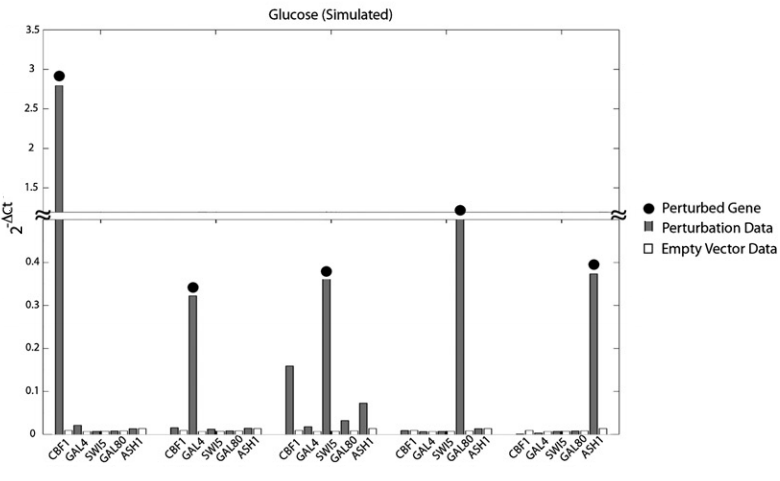 Glucose (Simulated)
3.5
3
2.5
2
1.5
0.4
0.3
0.2
0.1
0
2^-ΔCt
CBF1 GAL4 SWI5 GAL80 ASH1 CBF1 GAL4 SWI5 GAL80 ASH1 CBF1 GAL4 SWI5 GAL80 ASH1 CBF1 GAL4 SWI5 GAL80 ASH1 CBF1 GAL4 SWI5 GAL80 ASH1
Perturbed Gene
Perturbation Data
Empty Vector Data